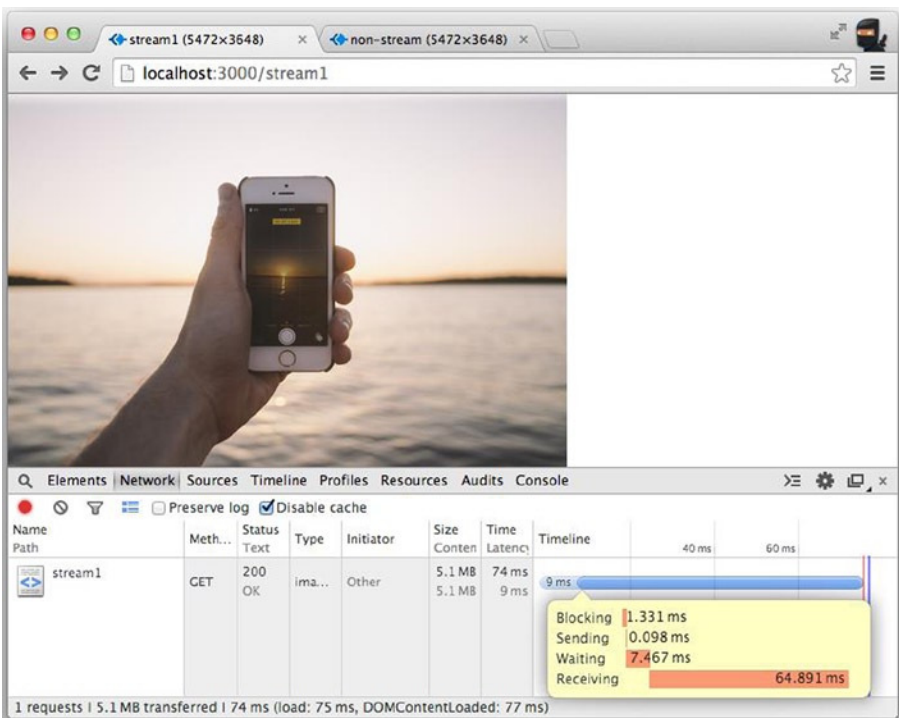 stream1 (5472×3648) × non-stream (5472×3648) ×
localhost:3000/stream1
Elements Network Sources Timeline Profiles Resources Audits Console
Preserve log Disable cache
Name Path Meth... Status Text Type Initiator Size Conten Time Latency Timeline 40 ms 60 ms
stream1 GET 200 OK ima... Other 5.1 MB 5.1 MB 74 ms 9 ms 9 ms
Blocking 1.331 ms
Sending 0.098 ms
Waiting 7.467 ms
Receiving 64.891 ms
1 requests | 5.1 MB transferred | 74 ms (load: 75 ms, DOMContentLoaded: 77 ms)